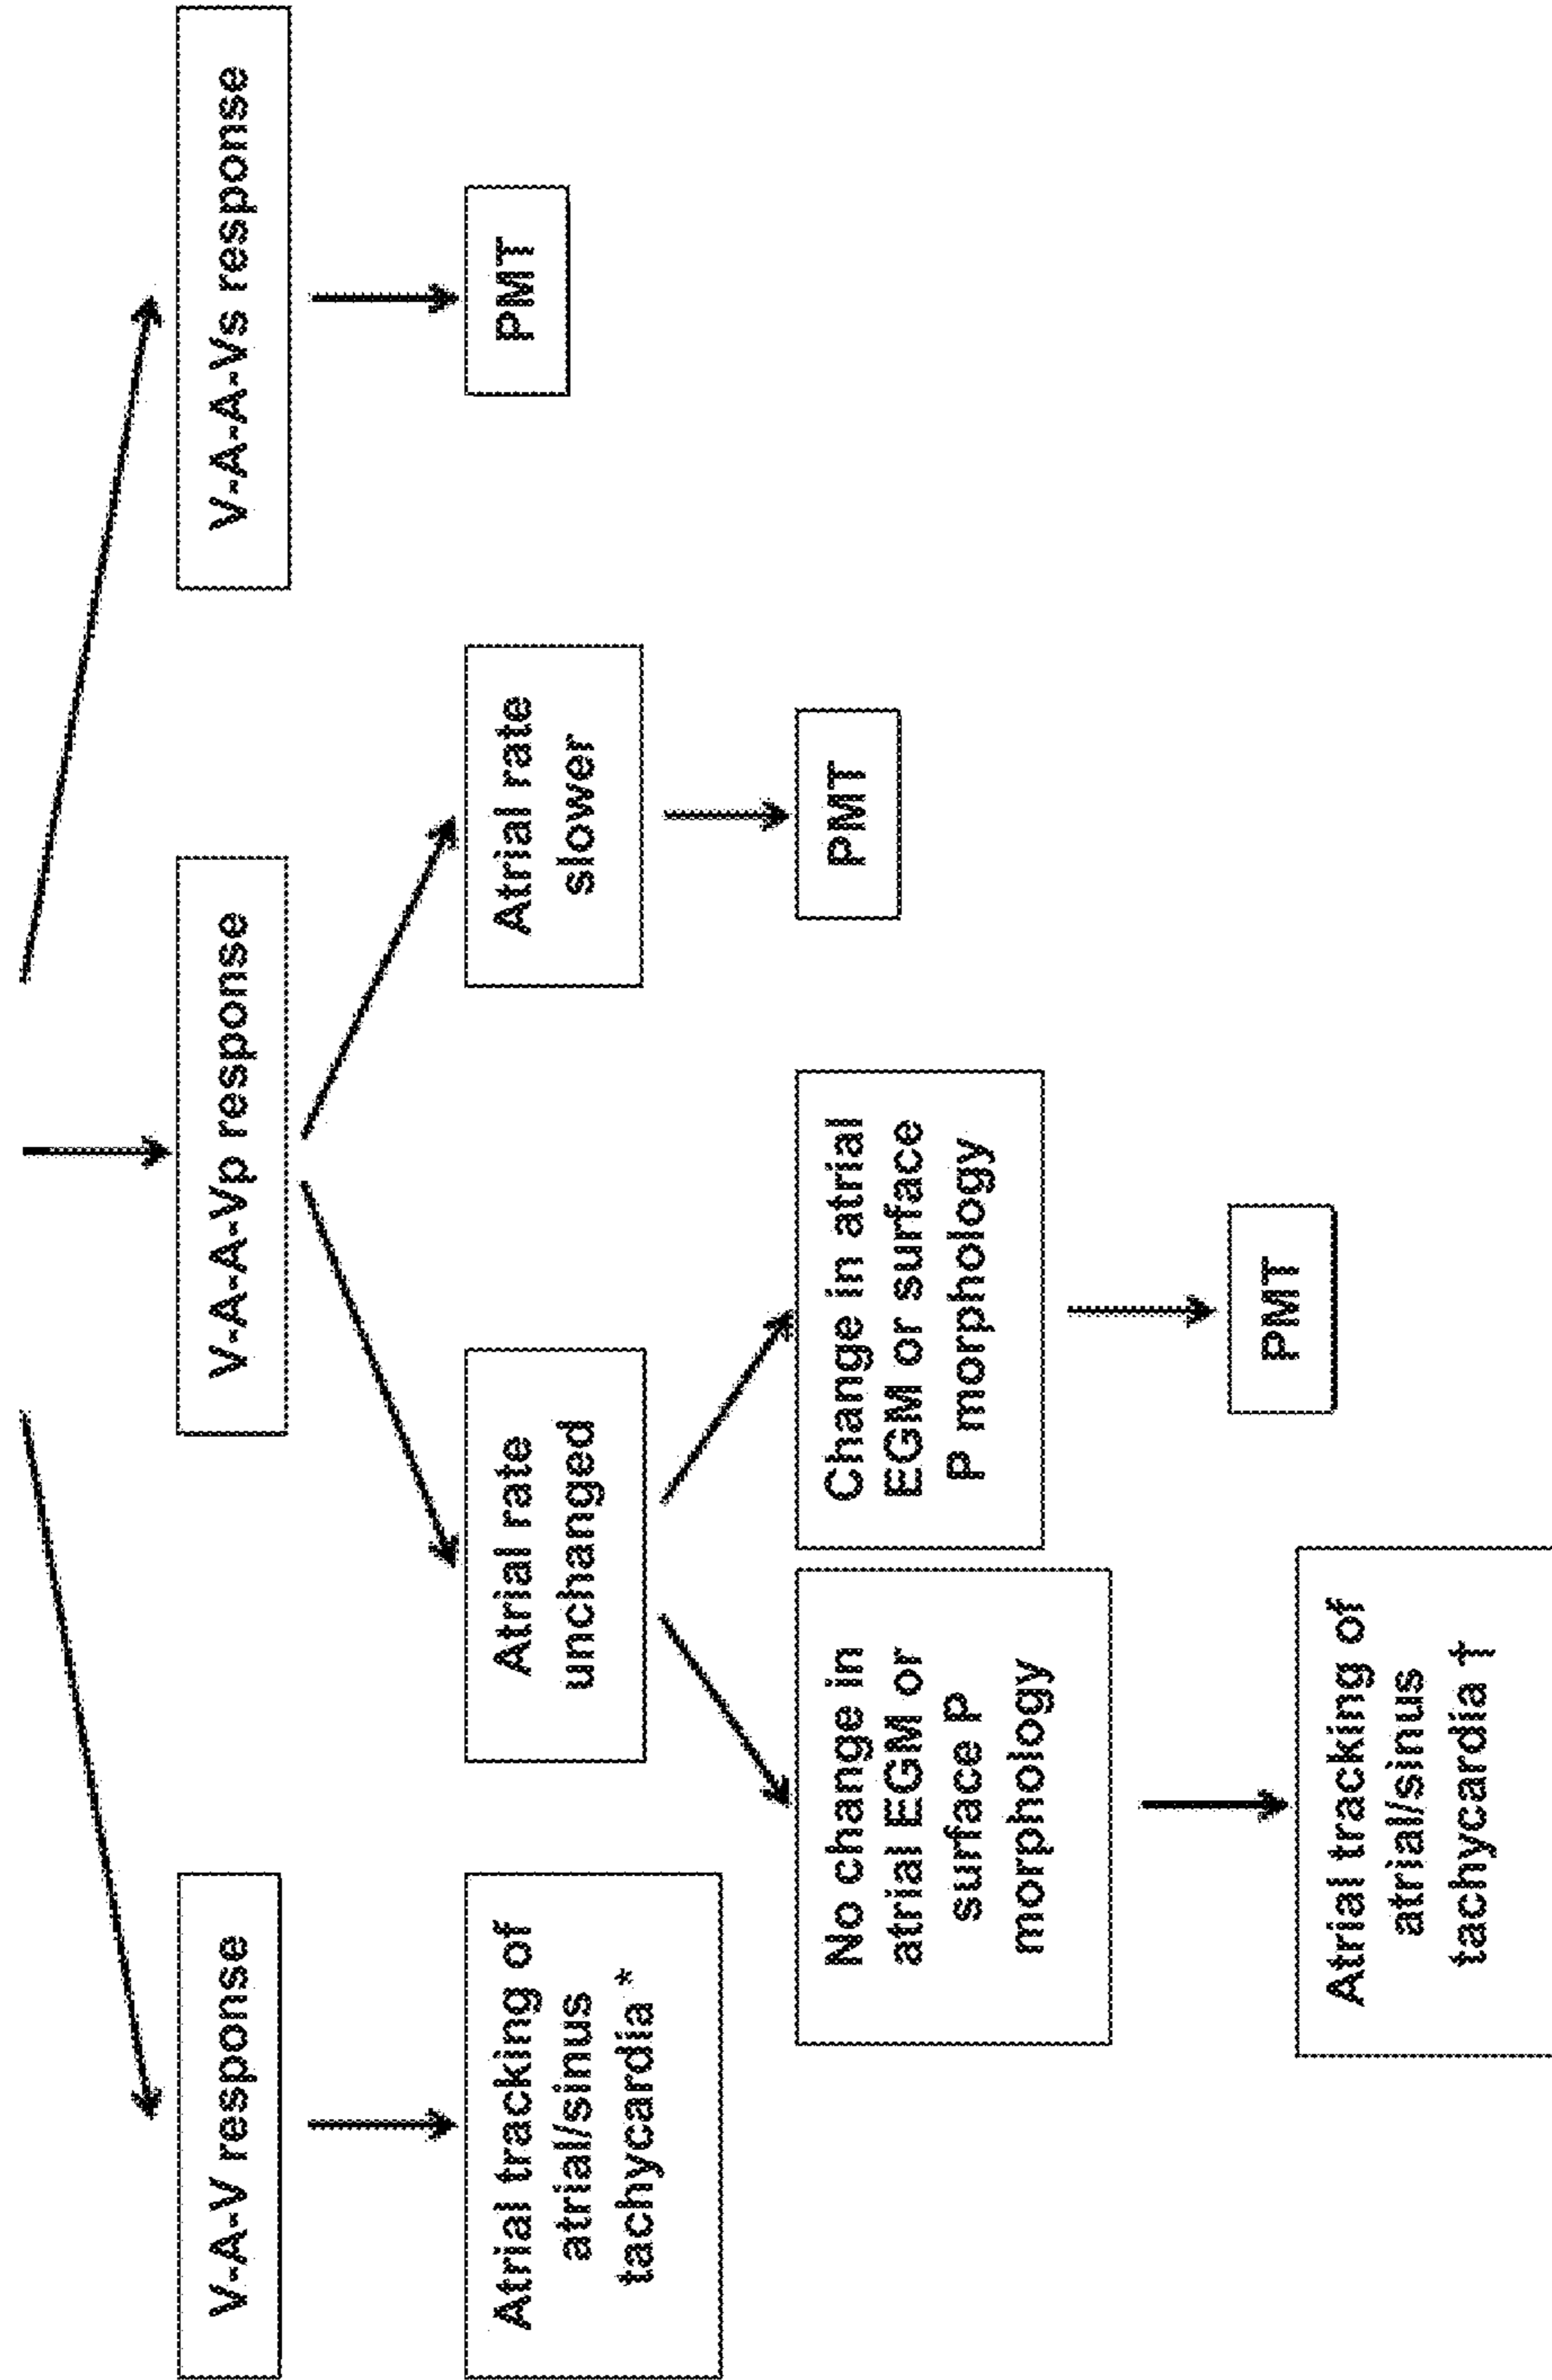 V-A-V response
V-A-A-Vp response
V-A-A-Vs response
Atrial tracking of
atrial/sinus
tachycardia *
Atrial rate
unchanged
Atrial rate
slower
PMT
No change in
atrial EGM or
surface P
morphology
Change in atrial
EGM or surface
P morphology
PMT
Atrial tracking of
atrial/sinus
tachycardia †
PMT